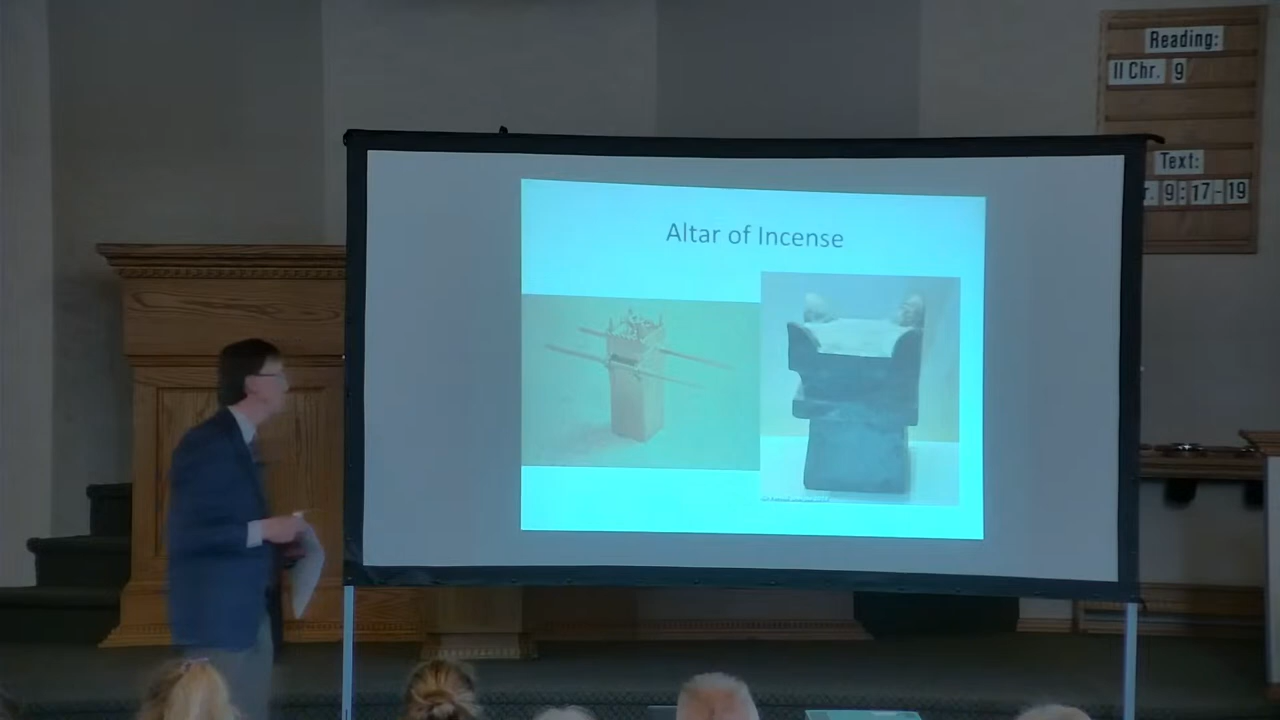 Reading:
II Chr. 9
Text:
r. 9:17-19
Altar of Incense